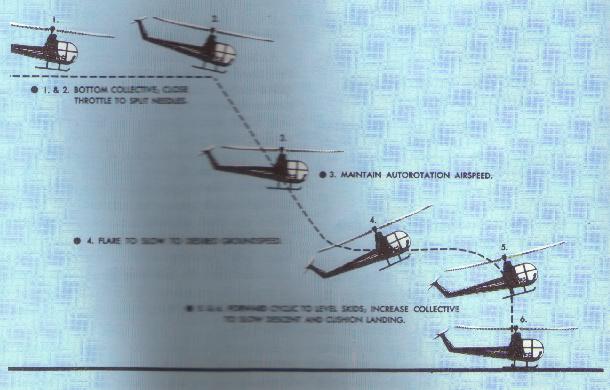 1.
2.
● 1. & 2. BOTTOM COLLECTIVE; CLOSE
THROTTLE TO SPLIT NEEDLES.
3.
● 3. MAINTAIN AUTOROTATION AIRSPEED.
4.
● 4. FLARE TO SLOW TO DESIRED GROUNDSPEED.
5.
● 5 & 6. FORWARD CYCLIC TO LEVEL SKIDS; INCREASE COLLECTIVE
TO SLOW DESCENT AND CUSHION LANDING.
6.